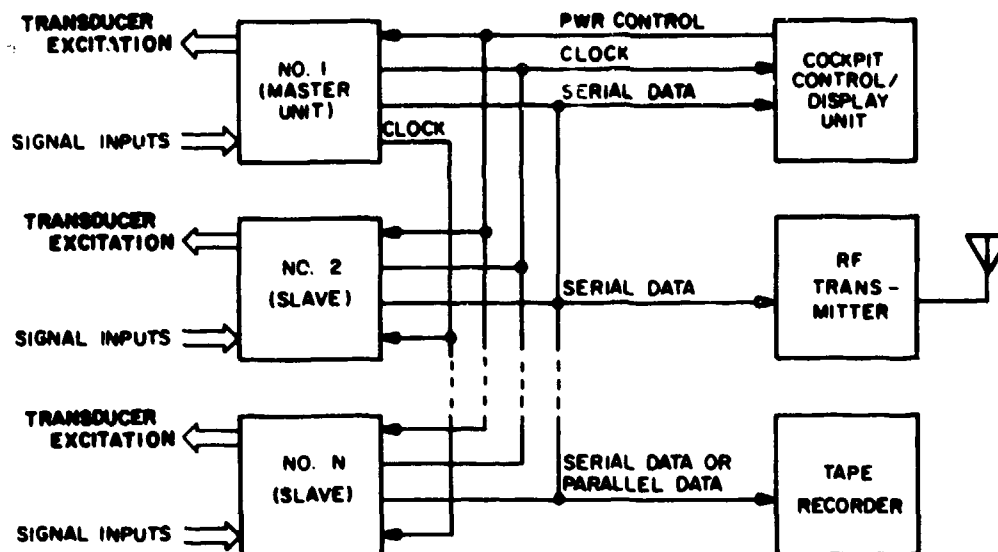 TRANSDUCER
EXCITATION
SIGNAL INPUTS
NO. 1
(MASTER
UNIT)
PWR CONTROL
CLOCK
SERIAL DATA
CLOCK
COCKPIT
CONTROL/
DISPLAY
UNIT
TRANSDUCER
EXCITATION
SIGNAL INPUTS
NO. 2
(SLAVE)
SERIAL DATA
RF
TRANS-
MITTER
TRANSDUCER
EXCITATION
SIGNAL INPUTS
NO. N
(SLAVE)
SERIAL DATA OR
PARALLEL DATA
TAPE
RECORDER